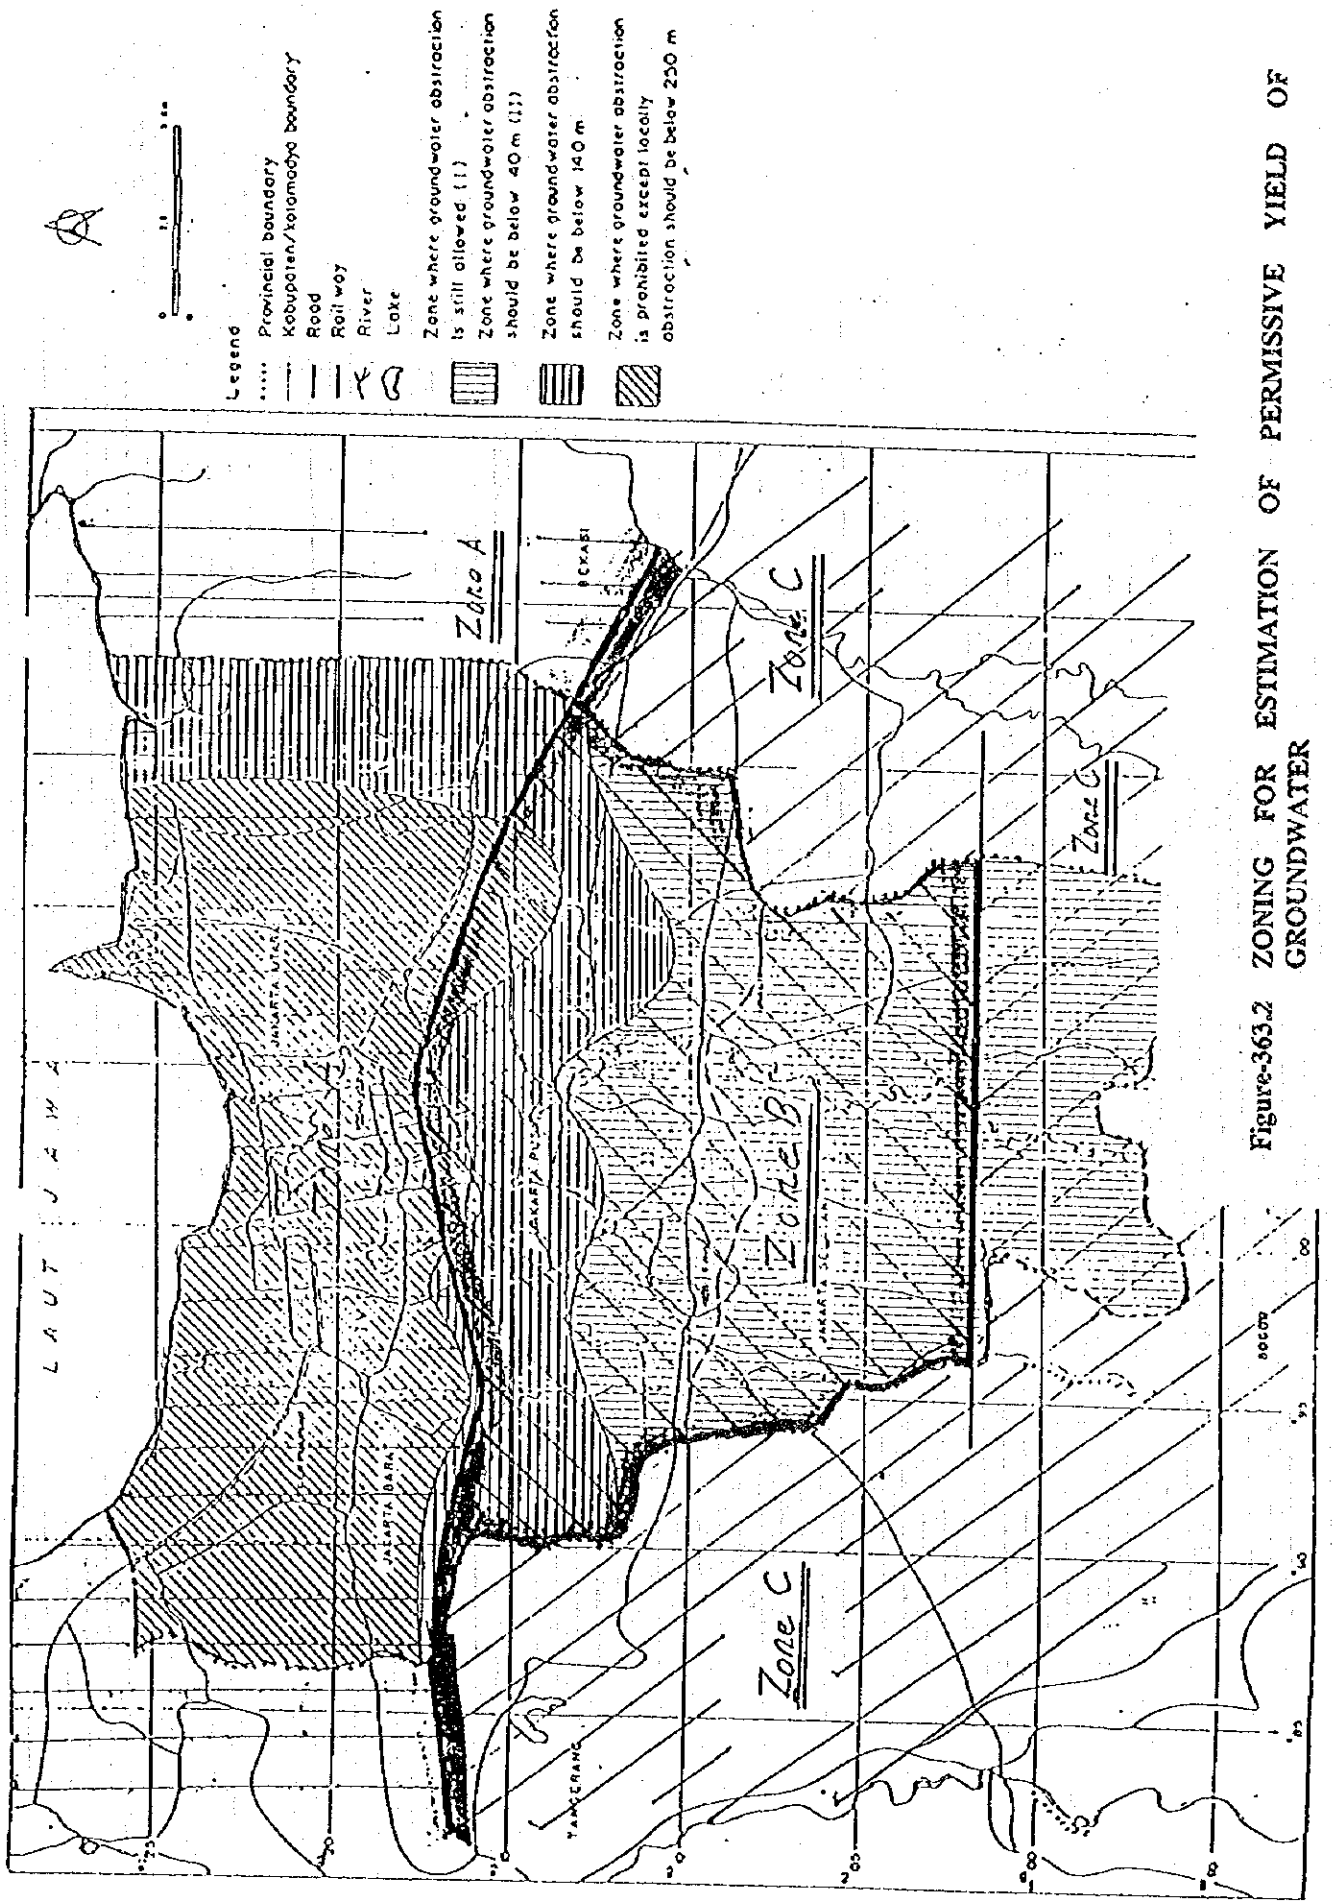 LAUT JAWA
Zone A
Zone B
Zone C
Zone C
Zone C
BEKASI
TANGERANG
JAKARTA BARAT
Legend
Provincial boundary
Kabupaten/kotamadya boundary
Road
Railway
River
Lake
Zone where groundwater abstraction
is still allowed (I)
Zone where groundwater abstraction
should be below 40 m (II)
Zone where groundwater abstraction
should be below 140 m
Zone where groundwater abstraction
is prohibited except locally
abstraction should be below 250 m
Figure-363.2 ZONING FOR ESTIMATION OF PERMISSIVE YIELD OF
GROUNDWATER